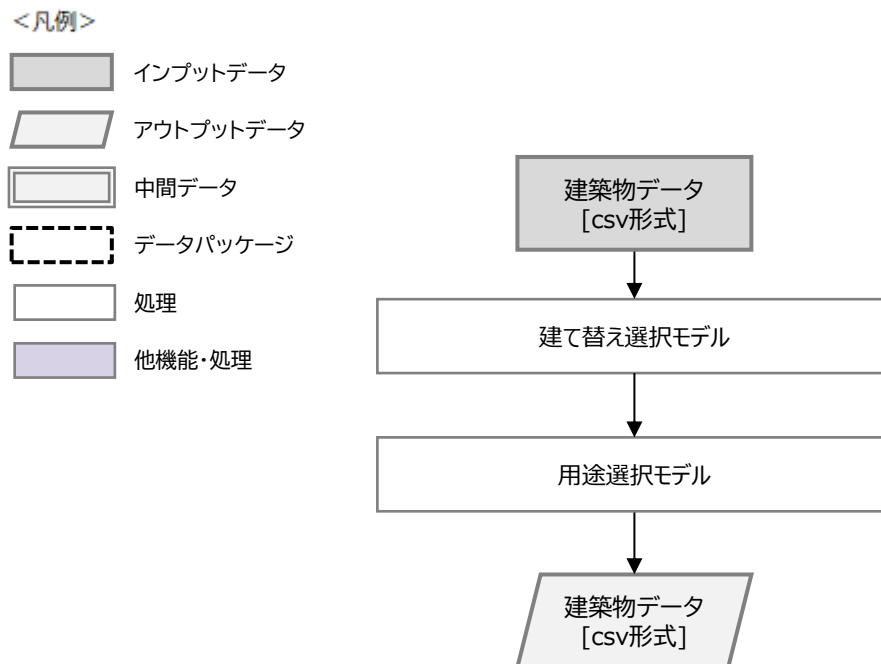 <凡例>
インプットデータ
アウトプットデータ
中間データ
データパッケージ
処理
他機能・処理
建築物データ
[csv形式]
建て替え選択モデル
用途選択モデル
建築物データ
[csv形式]